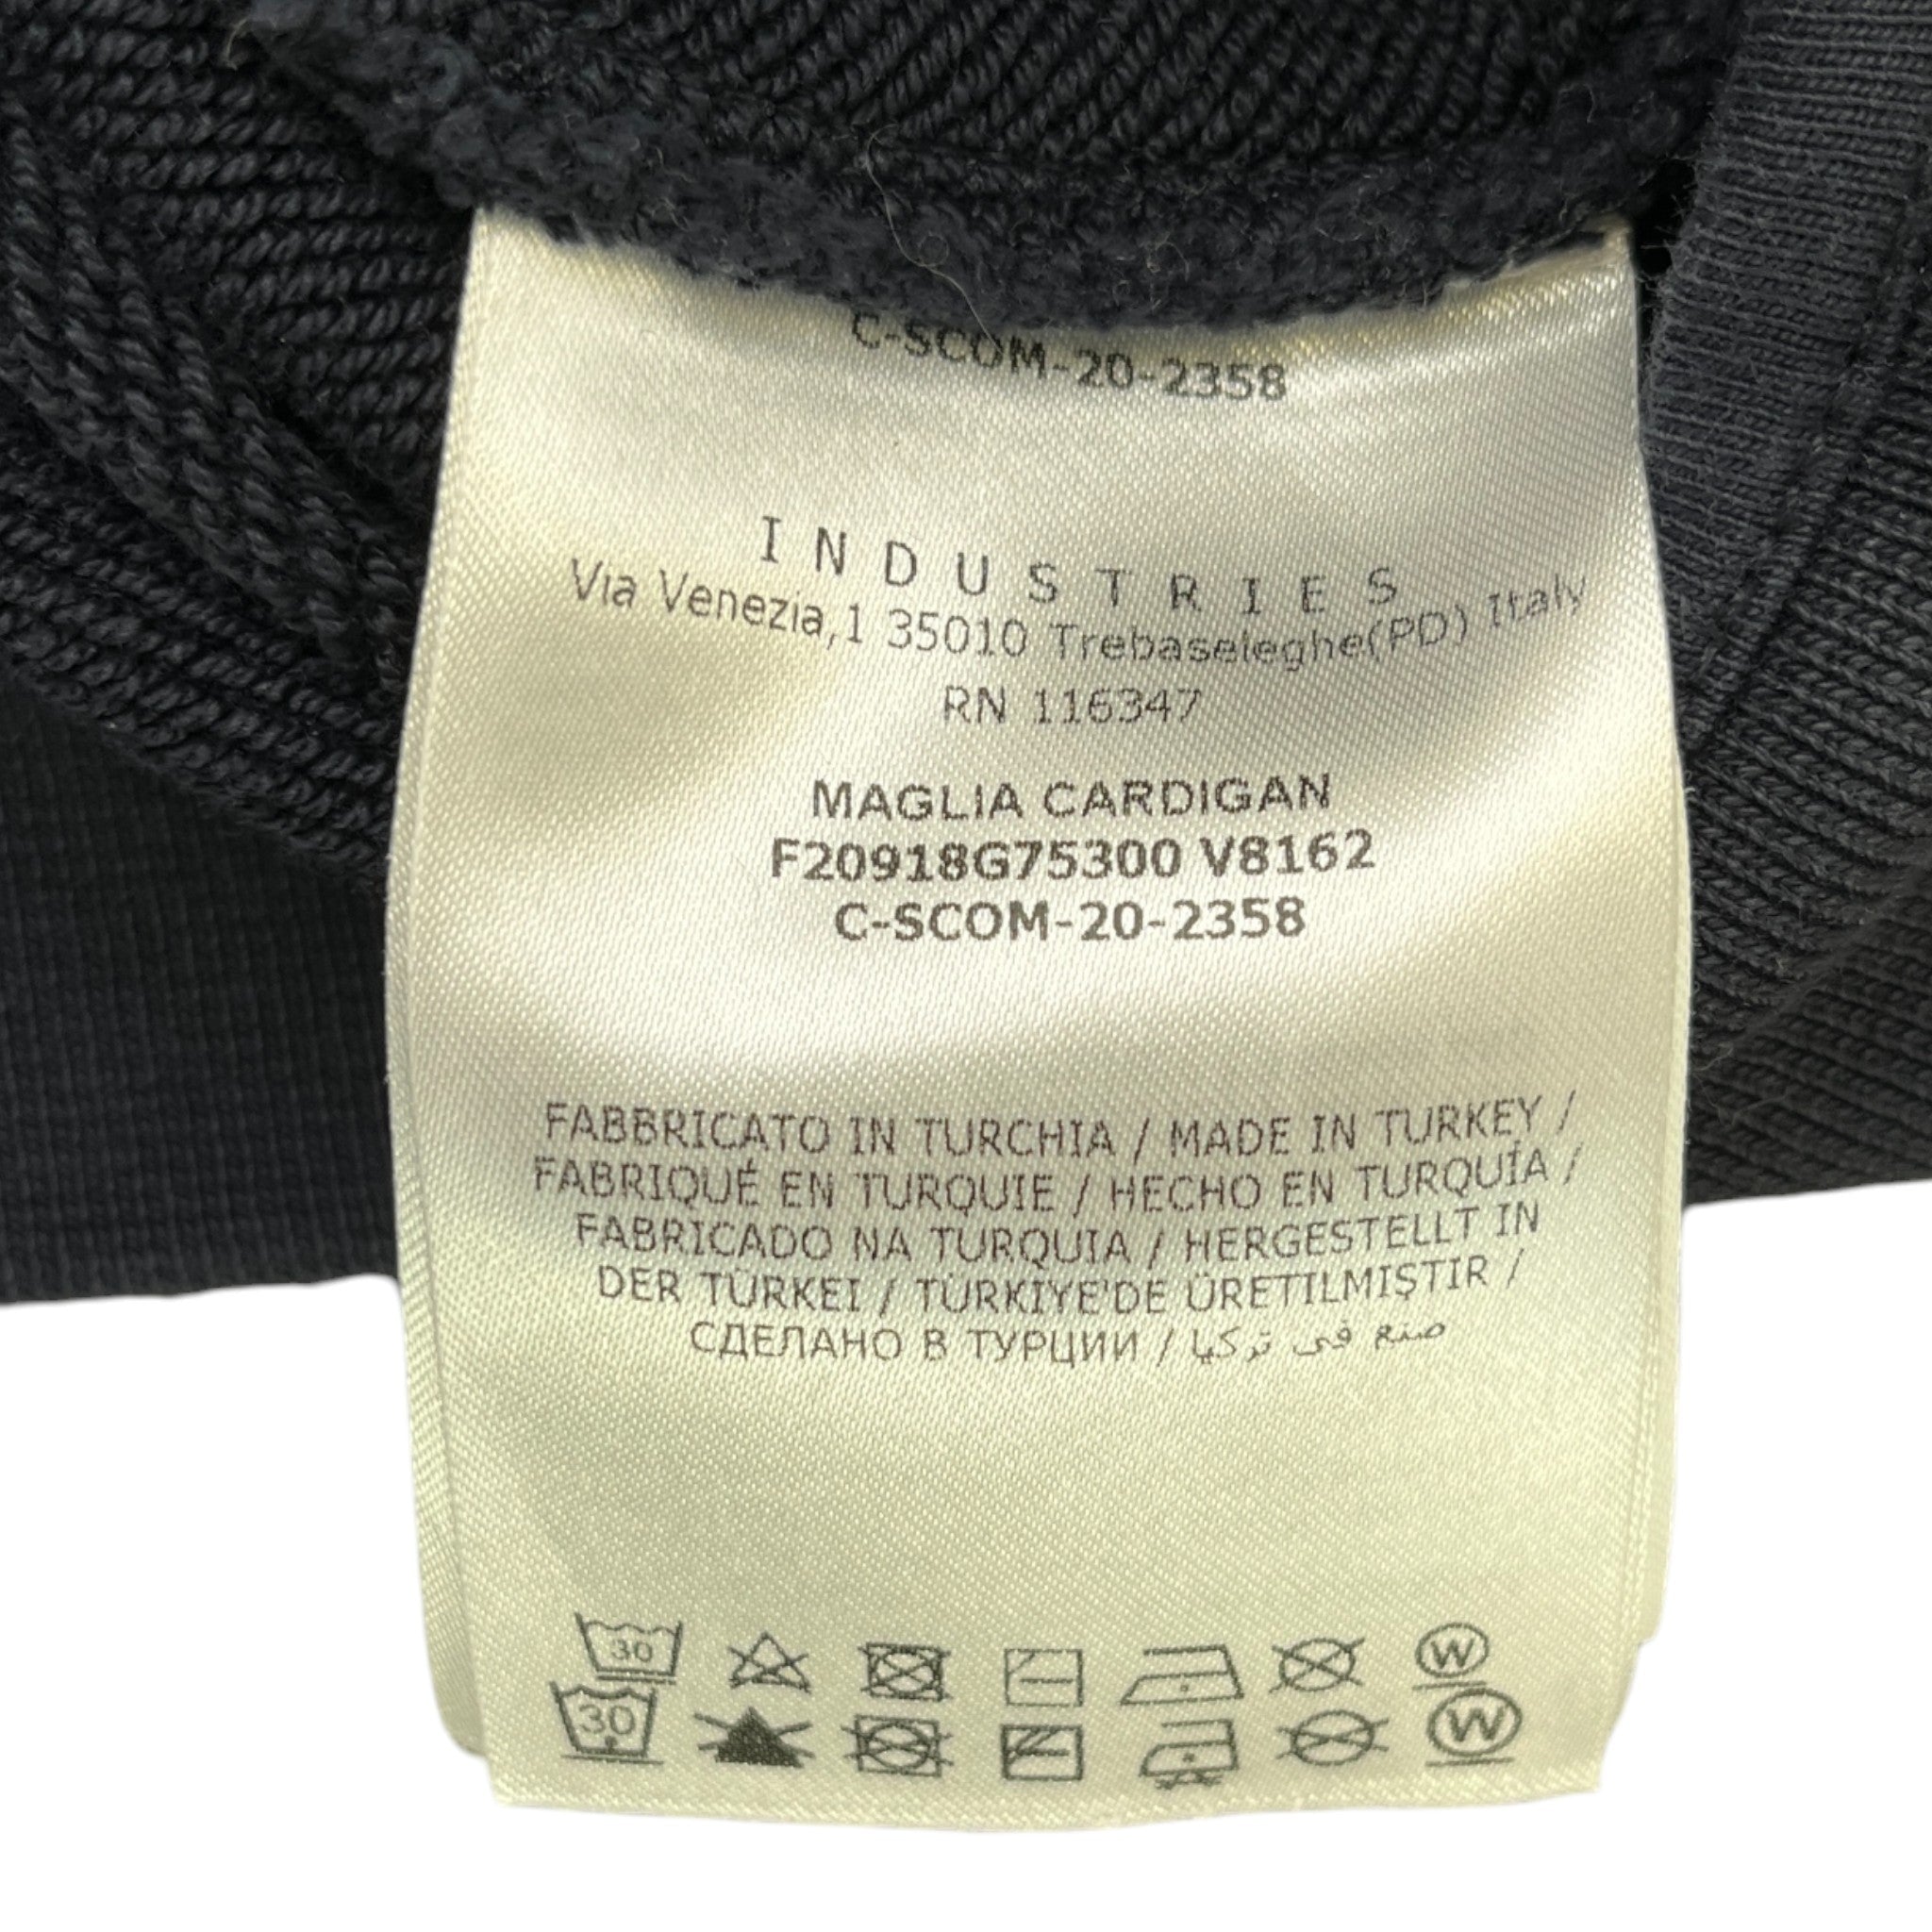 C-SCOM-20-2358
INDUSTRIES
Via Venezia,1 35010 Trebaseleghe(PD) Italy
RN 116347
MAGLIA CARDIGAN
F20918G75300 V8162
C-SCOM-20-2358
FABBRICATO IN TURCHIA / MADE IN TURKEY /
FABRIQUÉ EN TURQUIE / HECHO EN TURQUÍA /
FABRICADO NA TURQUIA / HERGESTELLT IN
DER TÜRKEI / TÜRKIYE'DE ÜRETILMIŞTIR /
СДЕЛАНО В ТУРЦИИ / صنع في تركيا
30 W
30 W